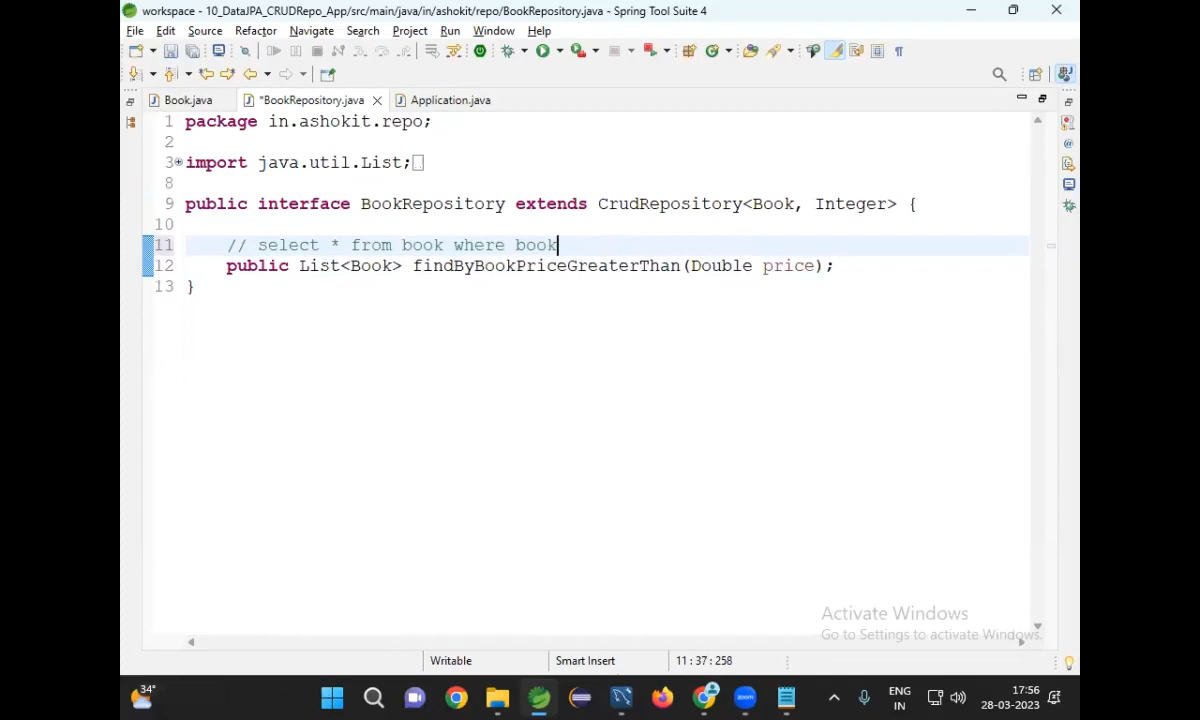 workspace - 10_DataJPA_CRUDRepo_App/src/main/java/in/ashokit/repo/BookRepository.java - Spring Tool Suite 4
File Edit Source Refactor Navigate Search Project Run Window Help
Book.java *BookRepository.java Application.java
1 package in.ashokit.repo;
2
3 import java.util.List;
8
9 public interface BookRepository extends CrudRepository<Book, Integer> {
10
11 // select * from book where book
12 public List<Book> findByBookPriceGreaterThan(Double price);
13 }
Activate Windows
Go to Settings to activate Windows.
Writable Smart Insert 11 : 37 : 258
34°
zoom
ENG
IN
17:56
28-03-2023